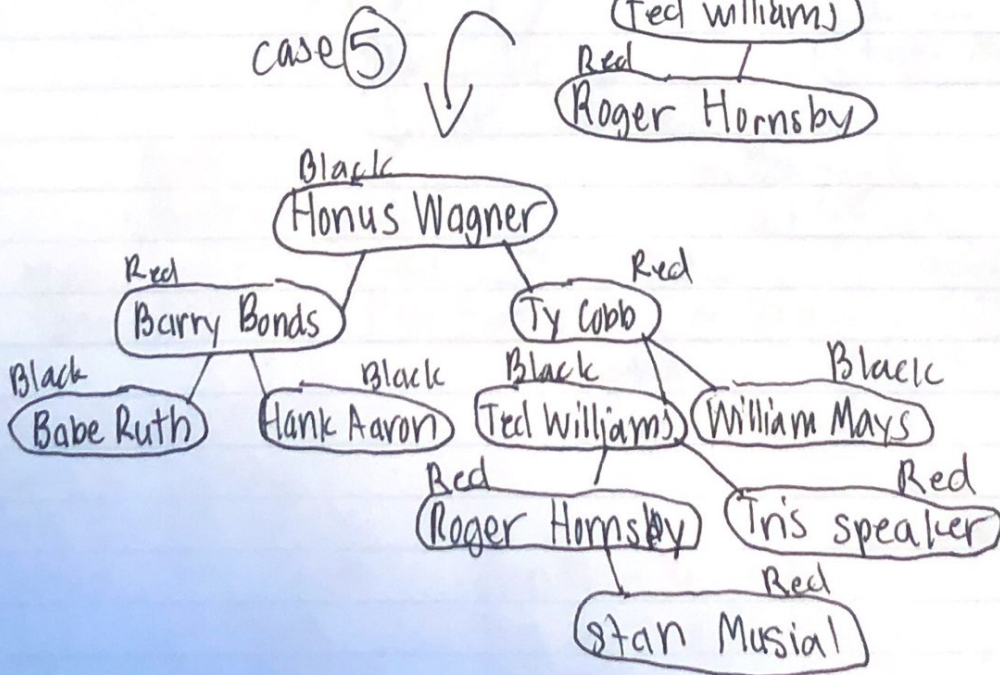 Ted williams
case 5
Red
Roger Hornsby
Black
Honus Wagner
Red
Red
Barry Bonds
Ty Cobb
Black
Black
Black
Black
Babe Ruth
Hank Aaron
Ted Williams
William Mays
Red
Red
Roger Hornsby
Tris speaker
Red
Stan Musial